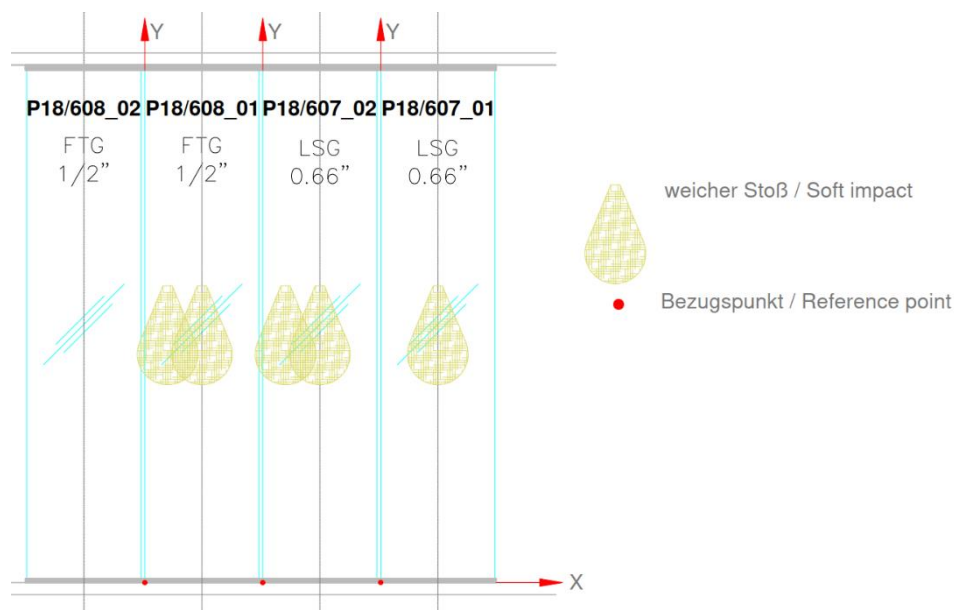 Y Y Y
P18/608_02 P18/608_01 P18/607_02 P18/607_01
FTG FTG LSG LSG
1/2” 1/2” 0.66” 0.66”
weicher Stoß / Soft impact
Bezugspunkt / Reference point
X